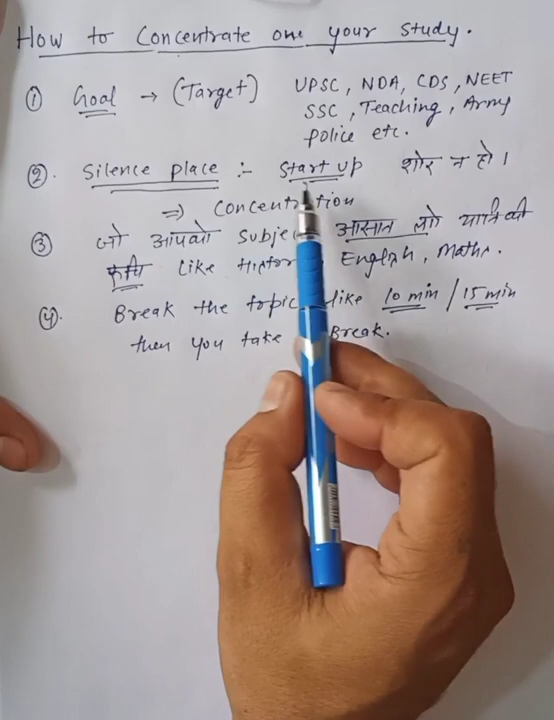 How to Concentrate one your study.
① Goal → (Target) UPSC, NDA, CDS, NEET
SSC, Teaching, Army
police etc.
②. Silence place :- Start up शोर न हो।
⇒ Concentration
③ जो आपको subje आसान लगे यानि की
रूचि like Histor English, Maths.
④. Break the topic like 10 min / 15 min
then you take Break.